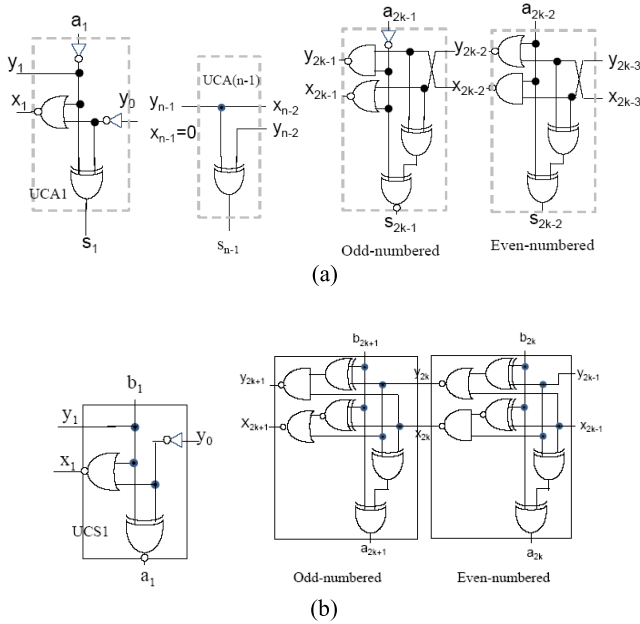 a1
y1
x1
y0
UCA1
s1
UCA(n-1)
yn-1
xn-1=0
xn-2
yn-2
sn-1
a2k-1
y2k-1
x2k-1
s2k-1
Odd-numbered
a2k-2
y2k-2
x2k-2
y2k-3
x2k-3
s2k-2
Even-numbered
(a)
b1
y1
x1
y0
UCS1
a1
b2k+1
y2k+1
x2k+1
a2k+1
Odd-numbered
b2k
y2k
x2k
y2k-1
x2k-1
a2k
Even-numbered
(b)